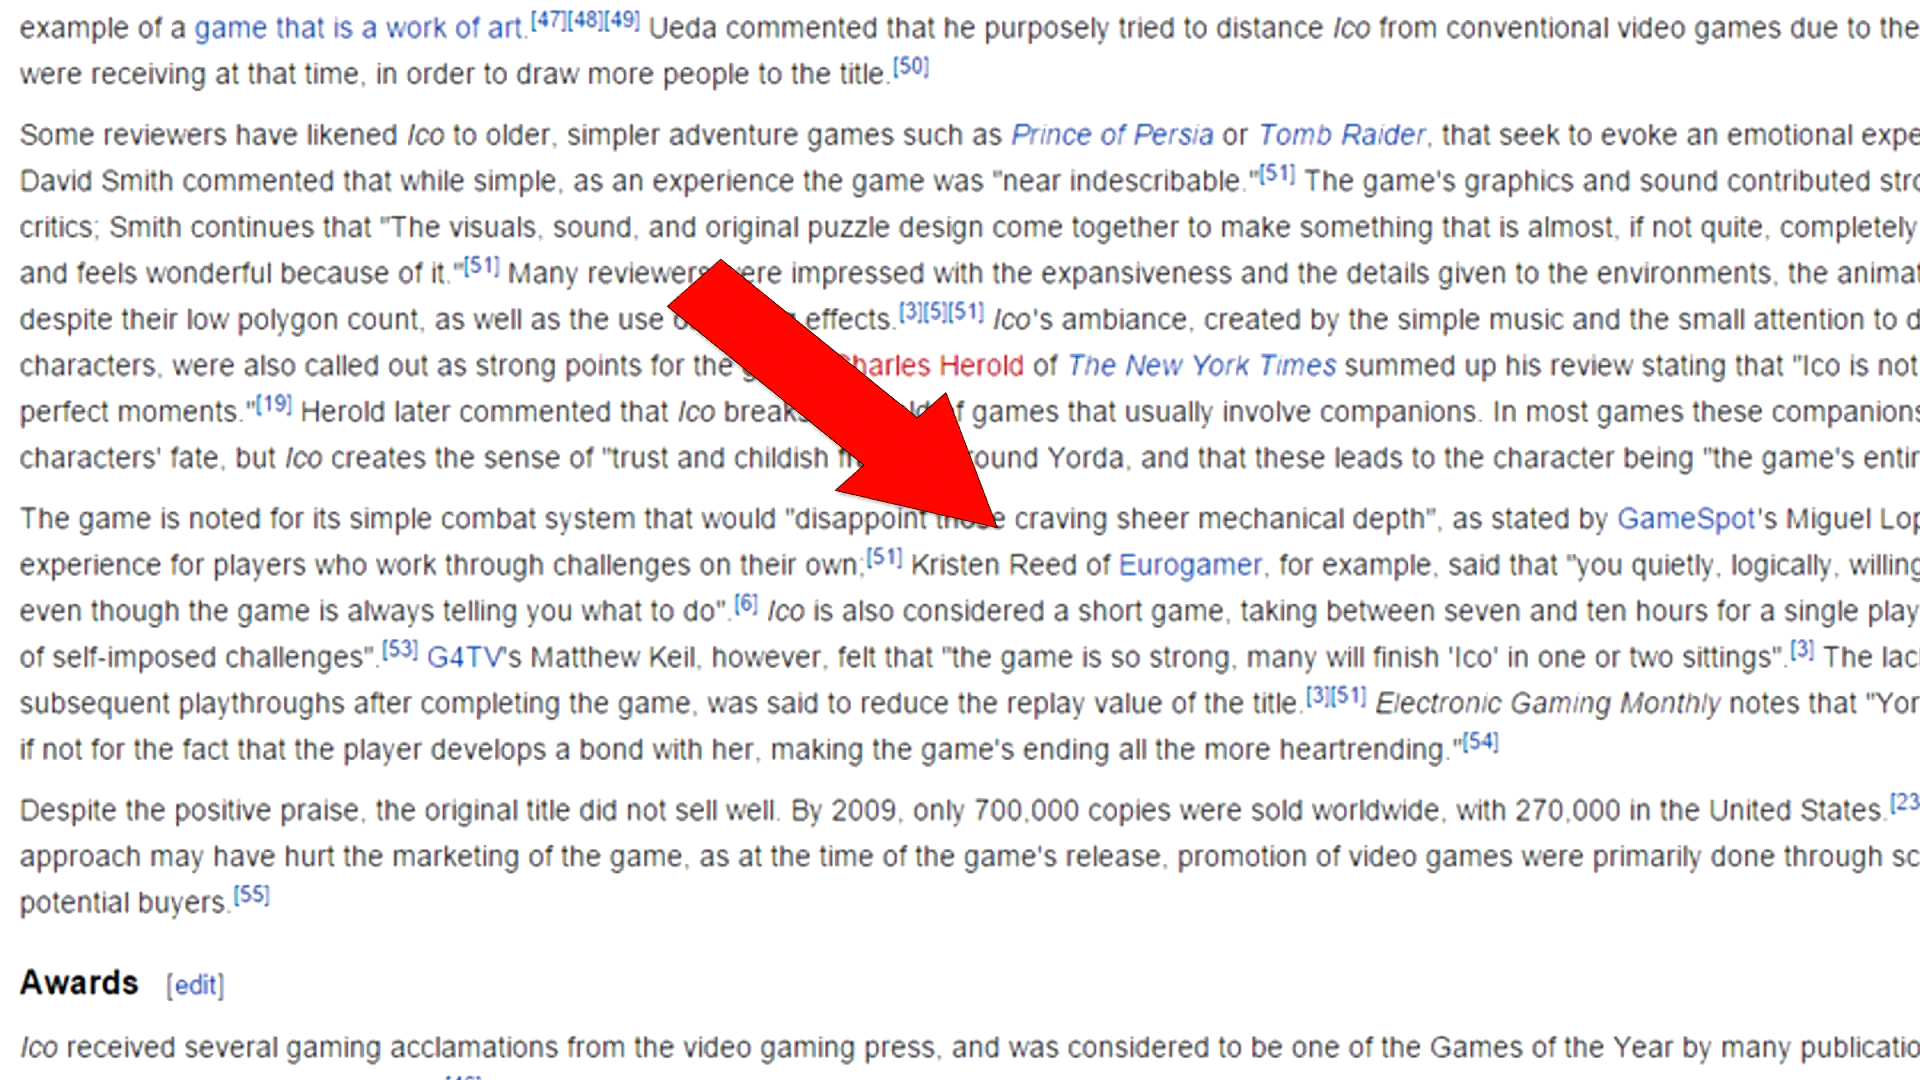 example of a game that is a work of art.[47][48][49] Ueda commented that he purposely tried to distance Ico from conventional video games due to the
were receiving at that time, in order to draw more people to the title.[50]
Some reviewers have likened Ico to older, simpler adventure games such as Prince of Persia or Tomb Raider, that seek to evoke an emotional expe
David Smith commented that while simple, as an experience the game was "near indescribable."[51] The game's graphics and sound contributed stro
critics; Smith continues that "The visuals, sound, and original puzzle design come together to make something that is almost, if not quite, completely
and feels wonderful because of it."[51] Many reviewers were impressed with the expansiveness and the details given to the environments, the animat
despite their low polygon count, as well as the use effects.[3][5][51] Ico's ambiance, created by the simple music and the small attention to d
characters, were also called out as strong points for the Charles Herold of The New York Times summed up his review stating that "Ico is not
perfect moments."[19] Herold later commented that Ico breaks of games that usually involve companions. In most games these companions
characters' fate, but Ico creates the sense of "trust and childish around Yorda, and that these leads to the character being "the game's entir
The game is noted for its simple combat system that would "disappoint those craving sheer mechanical depth", as stated by GameSpot's Miguel Lop
experience for players who work through challenges on their own;[51] Kristen Reed of Eurogamer, for example, said that "you quietly, logically, willing
even though the game is always telling you what to do".[6] Ico is also considered a short game, taking between seven and ten hours for a single play
of self-imposed challenges".[53] G4TV's Matthew Keil, however, felt that "the game is so strong, many will finish 'Ico' in one or two sittings".[3] The lac
subsequent playthroughs after completing the game, was said to reduce the replay value of the title.[3][51] Electronic Gaming Monthly notes that "Yor
if not for the fact that the player develops a bond with her, making the game's ending all the more heartrending."[54]
Despite the positive praise, the original title did not sell well. By 2009, only 700,000 copies were sold worldwide, with 270,000 in the United States.[23
approach may have hurt the marketing of the game, as at the time of the game's release, promotion of video games were primarily done through sc
potential buyers.[55]
Awards [edit]
Ico received several gaming acclamations from the video gaming press, and was considered to be one of the Games of the Year by many publicatio